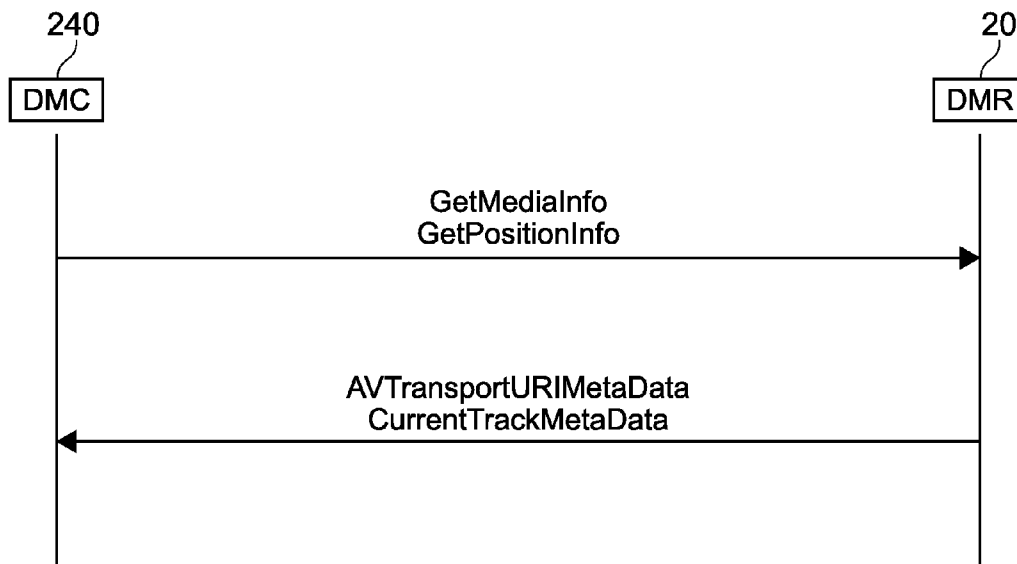 240
20
DMC
DMR
GetMediaInfo
GetPositionInfo
AVTransportURIMetaData
CurrentTrackMetaData